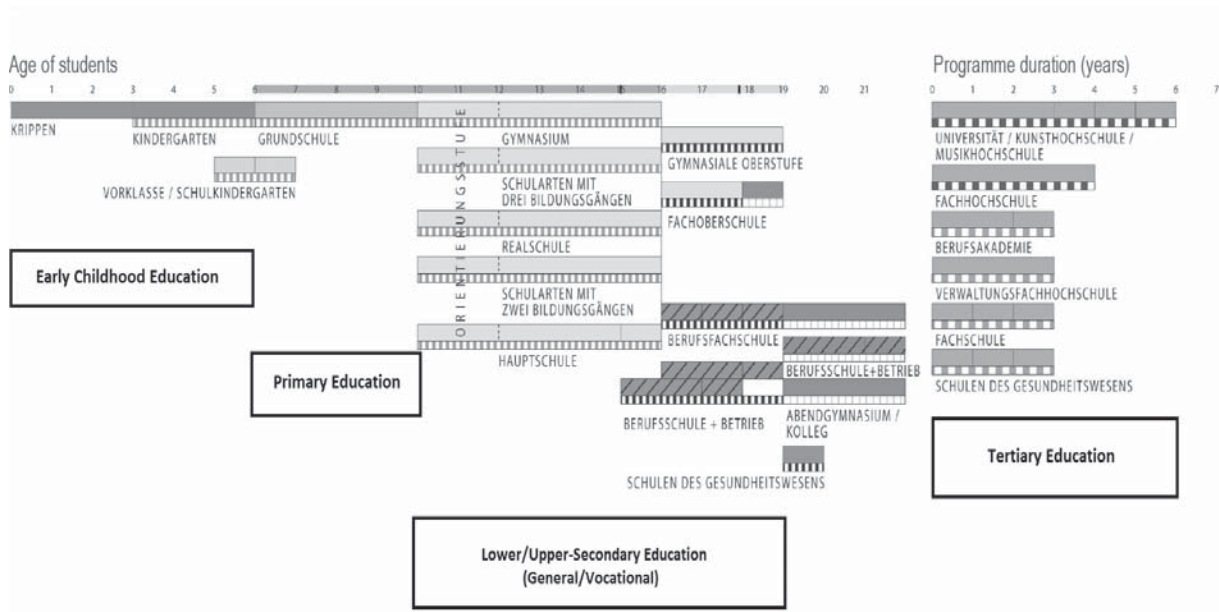 Age of students
0 1 2 3 4 5 6 7 8 9 10 11 12 13 14 15 16 17 18 19 20 21
Programme duration (years)
0 1 2 3 4 5 6 7
KRIPPEN
KINDERGARTEN
GRUNDSCHULE
VORKLASSE / SCHULKINDERGARTEN
ORIENTIERUNGSSTUFE
GYMNASIUM
SCHULARTEN MIT
DREI BILDUNGSGÄNGEN
REALSCHULE
SCHULARTEN MIT
ZWEI BILDUNGSGÄNGEN
HAUPTSCHULE
GYMNASIALE OBERSTUFE
FACHOBERSCHULE
BERUFSFACHSCHULE
BERUFSSCHULE+BETRIEB
BERUFSSCHULE + BETRIEB
ABENDGYMNASIUM /
KOLLEG
SCHULEN DES GESUNDHEITSWESENS
UNIVERSITÄT / KUNSTHOCHSCHULE /
MUSIKHOCHSCHULE
FACHHOCHSCHULE
BERUFSAKADEMIE
VERWALTUNGSFACHHOCHSCHULE
FACHSCHULE
SCHULEN DES GESUNDHEITSWESENS
Early Childhood Education
Primary Education
Lower/Upper-Secondary Education
(General/Vocational)
Tertiary Education